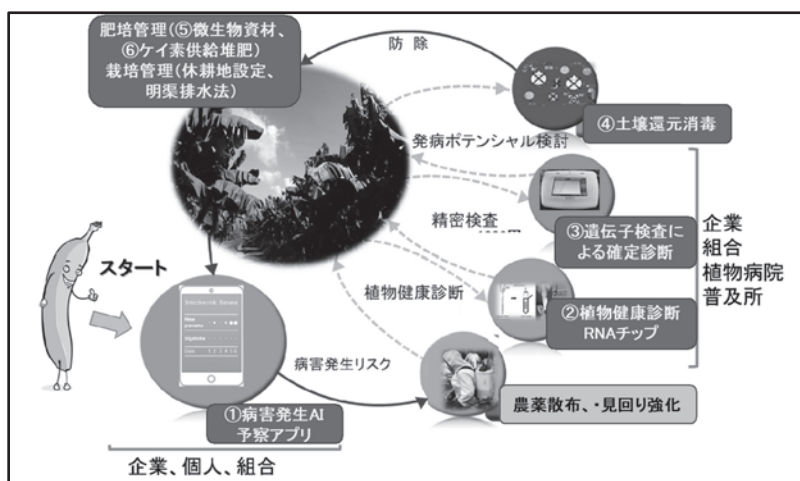 肥培管理(⑤微生物資材、
⑥ケイ素供給堆肥)
栽培管理(休耕地設定、
明渠排水法)
防 除
④土壌還元消毒
発病ポテンシャル検討
精密検査
③遺伝子検査に
よる確定診断
企業
組合
植物病院
普及所
スタート
植物健康診断
②植物健康診断
RNAチップ
病害発生リスク
農薬散布、・見回り強化
①病害発生AI
予察アプリ
企業、個人、組合